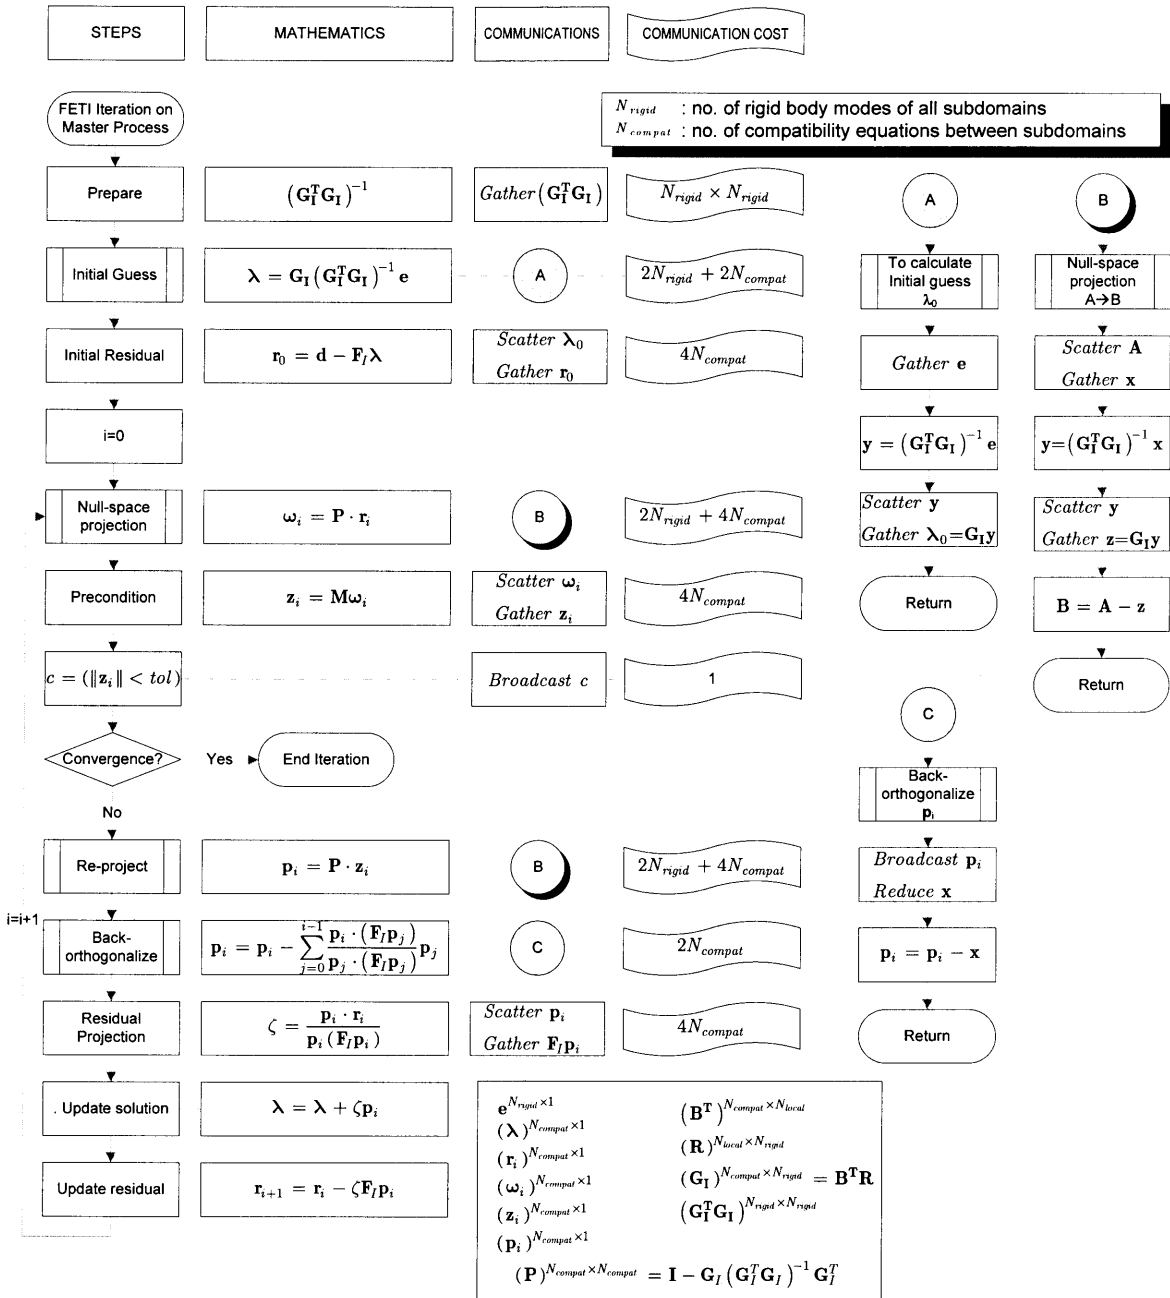 STEPS MATHEMATICS COMMUNICATIONS COMMUNICATION COST
FETI Iteration on
Master Process
N_rigid : no. of rigid body modes of all subdomains
N_compat : no. of compatibility equations between subdomains
Prepare (G_I^T G_I)^{-1} Gather (G_I^T G_I) N_rigid × N_rigid
Initial Guess λ = G_I (G_I^T G_I)^{-1} e A 2N_rigid + 2N_compat
Initial Residual r_0 = d − F_I λ
Scatter λ_0
Gather r_0
4N_compat
i=0
Null-space
projection
ω_i = P · r_i B 2N_rigid + 4N_compat
Precondition z_i = Mω_i
Scatter ω_i
Gather z_i
4N_compat
c = (‖z_i‖ < tol) Broadcast c 1
Convergence? Yes End Iteration
No
Re-project p_i = P · z_i B 2N_rigid + 4N_compat
i=i+1
Back-
orthogonalize
p_i = p_i − \sum_{j=0}^{i−1} \frac{p_i · (F_I p_j)}{p_j · (F_I p_j)} p_j C 2N_compat
Residual
Projection
ζ = \frac{p_i · r_i}{p_i (F_I p_i)}
Scatter p_i
Gather F_I p_i
4N_compat
. Update solution λ = λ + ζp_i
Update residual r_{i+1} = r_i − ζF_I p_i
A
To calculate
Initial guess
λ_0
Gather e
y = (G_I^T G_I)^{-1} e
Scatter y
Gather λ_0=G_I y
Return
B
Null-space
projection
A→B
Scatter A
Gather x
y=(G_I^T G_I)^{-1} x
Scatter y
Gather z=G_I y
B = A − z
Return
C
Back-
orthogonalize
p_i
Broadcast p_i
Reduce x
p_i = p_i − x
Return
e^{N_rigid×1} (B^T)^{N_compat×N_local}
(λ)^{N_compat×1} (R)^{N_local×N_rigid}
(r_i)^{N_compat×1} (G_I)^{N_compat×N_rigid} = B^T R
(ω_i)^{N_compat×1} (G_I^T G_I)^{N_rigid×N_rigid}
(z_i)^{N_compat×1}
(p_i)^{N_compat×1}
(P)^{N_compat×N_compat} = I − G_I (G_I^T G_I)^{-1} G_I^T